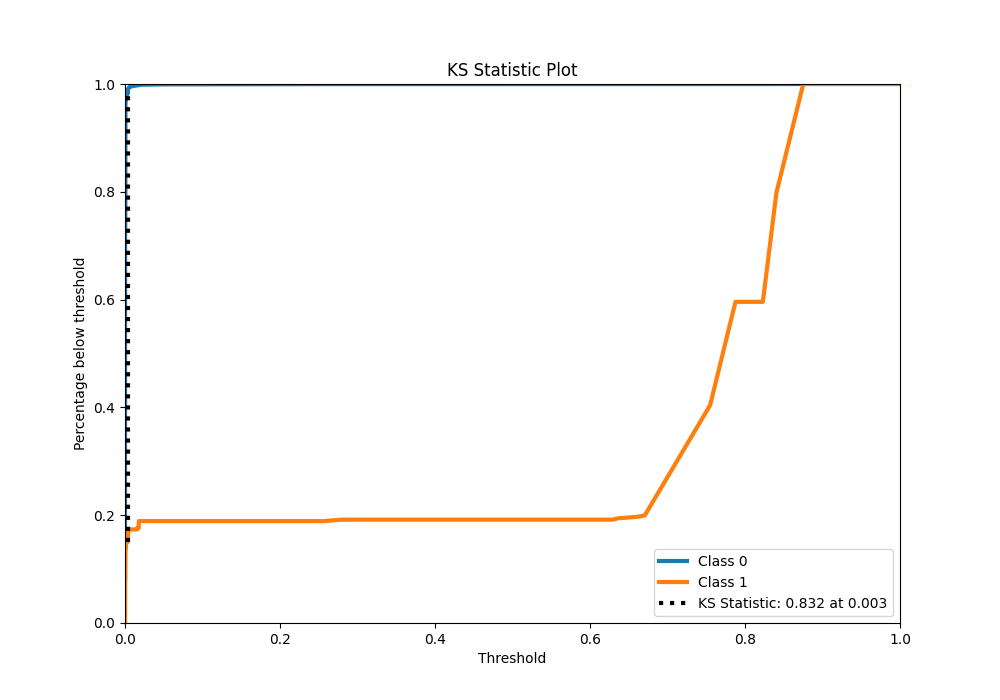 KS Statistic Plot
1.0
0.8
0.6
0.4
0.2
0.0
Percentage below threshold
Class 0
Class 1
KS Statistic: 0.832 at 0.003
0.0 0.2 0.4 0.6 0.8 1.0
Threshold